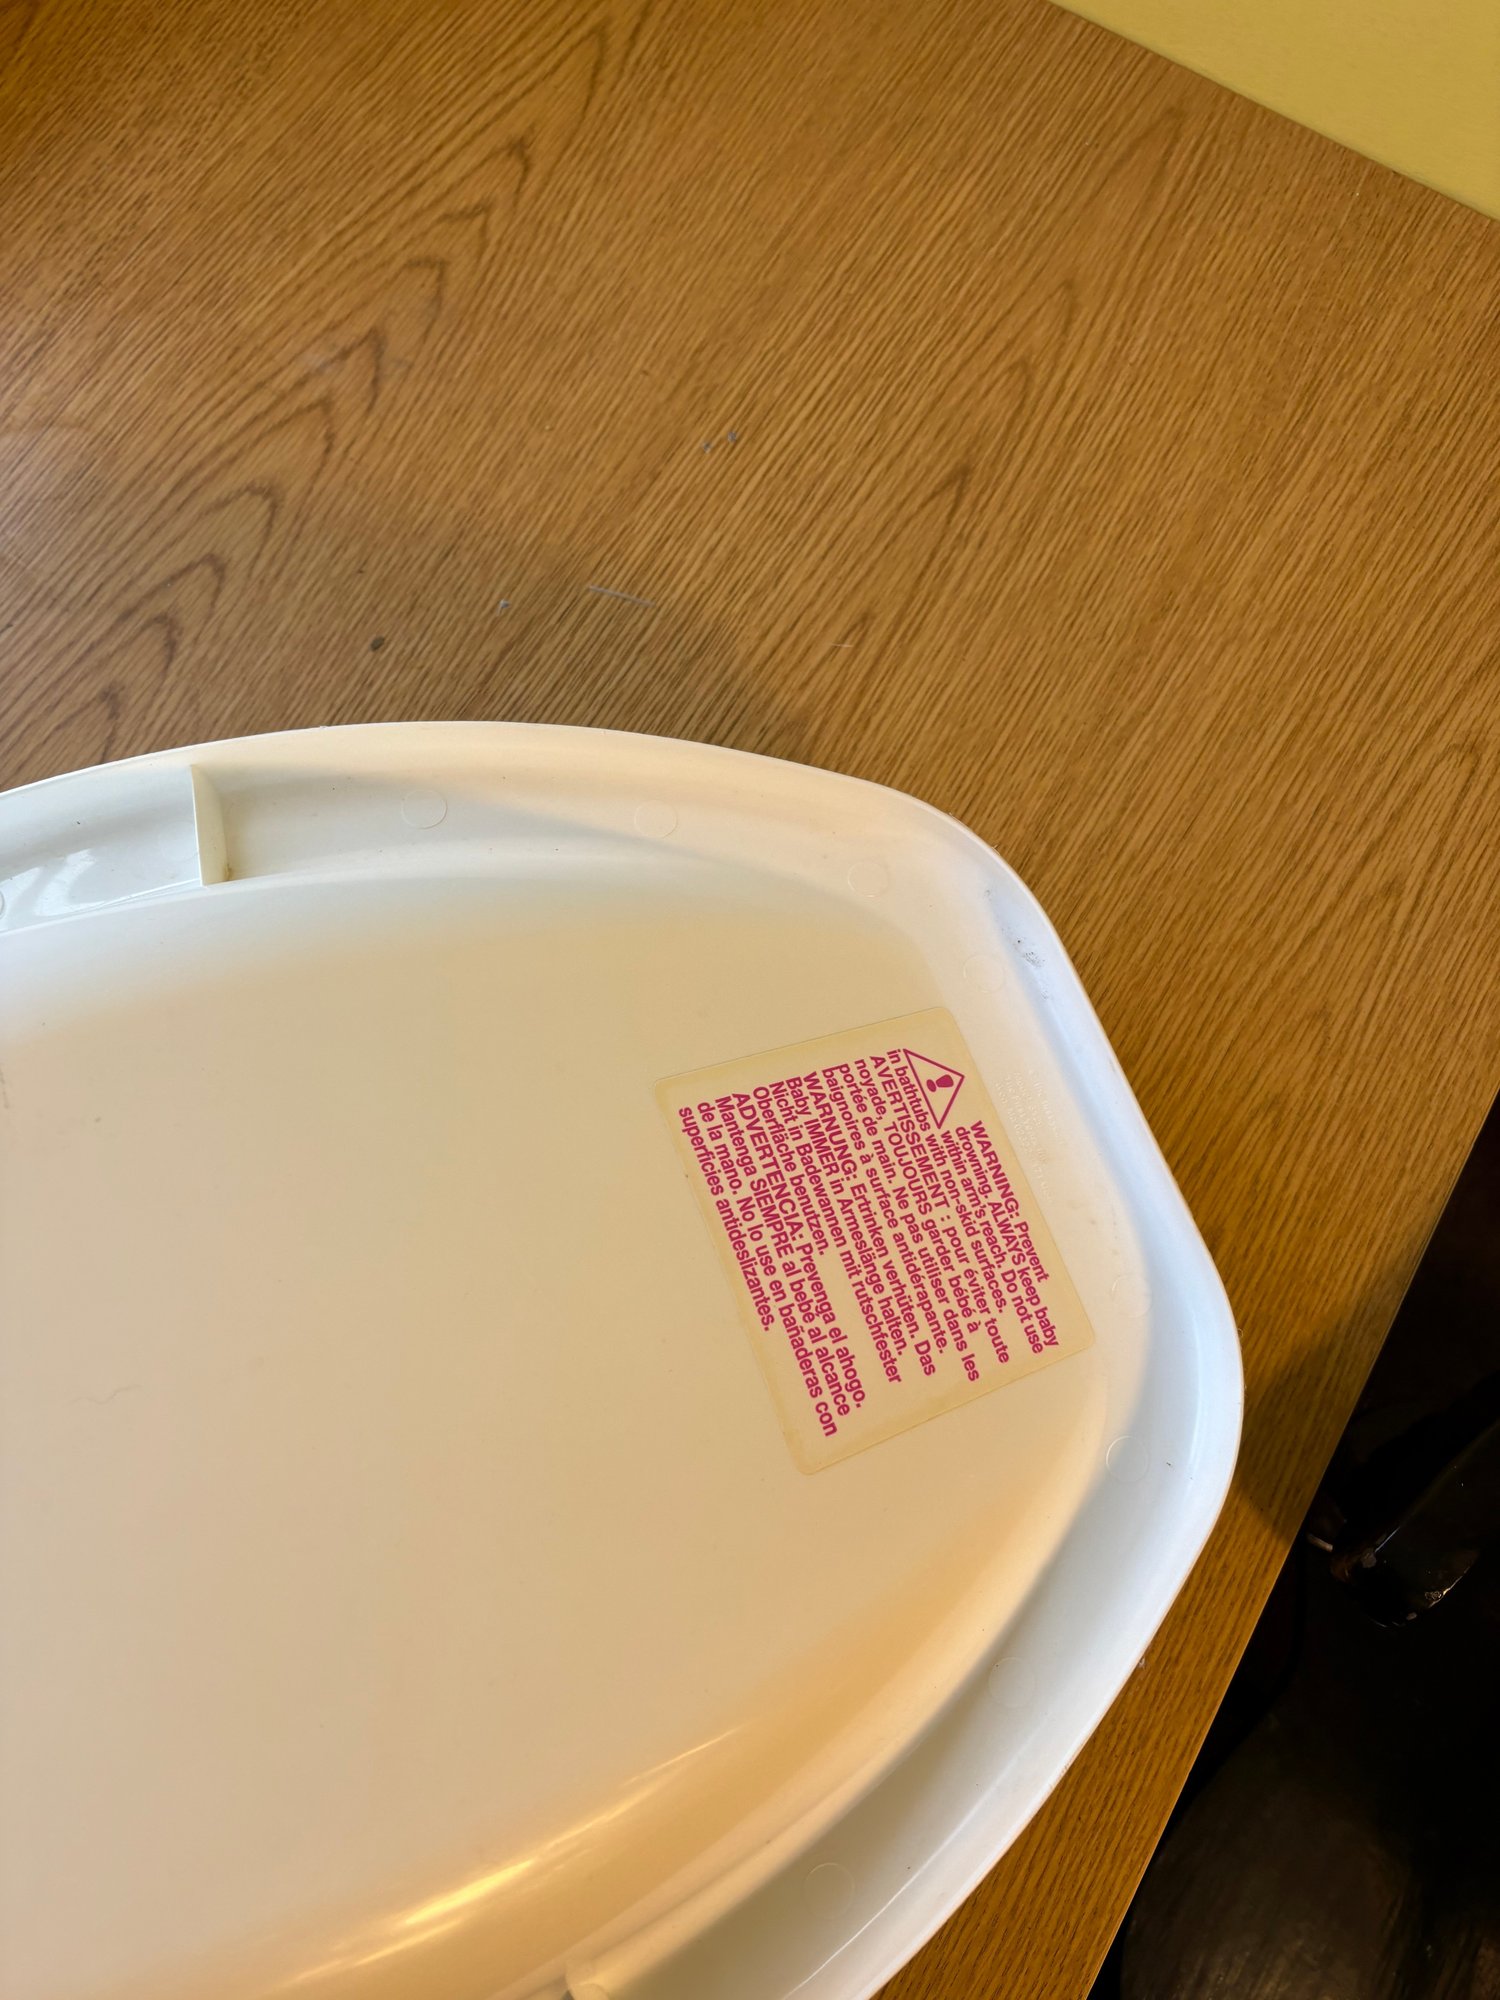 WARNING: Prevent
drowning. ALWAYS keep baby
within arm's reach. Do not use
in bathtubs with non-skid surfaces.
AVERTISSEMENT : pour éviter toute
noyade, TOUJOURS garder bébé à
portée de main. Ne pas utiliser dans les
baignoires à surface antidérapante.
WARNUNG: Ertrinken verhüten. Das
Baby IMMER in Armeslänge halten.
Nicht in Badewannen mit rutschfester
Oberfläche benutzen.
ADVERTENCIA: Prevenga el ahogo.
Mantenga SIEMPRE al bebé al alcance
de la mano. No lo use en bañaderas con
superficies antideslizantes.